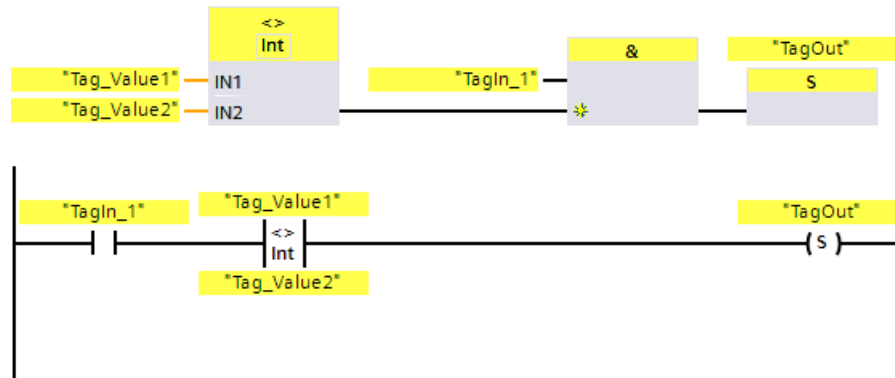 <>
Int
&
"TagOut"
"Tag_Value1"
IN1
"TagIn_1"
S
"Tag_Value2"
IN2
"TagIn_1"
"Tag_Value1"
"TagOut"
<>
Int
S
"Tag_Value2"